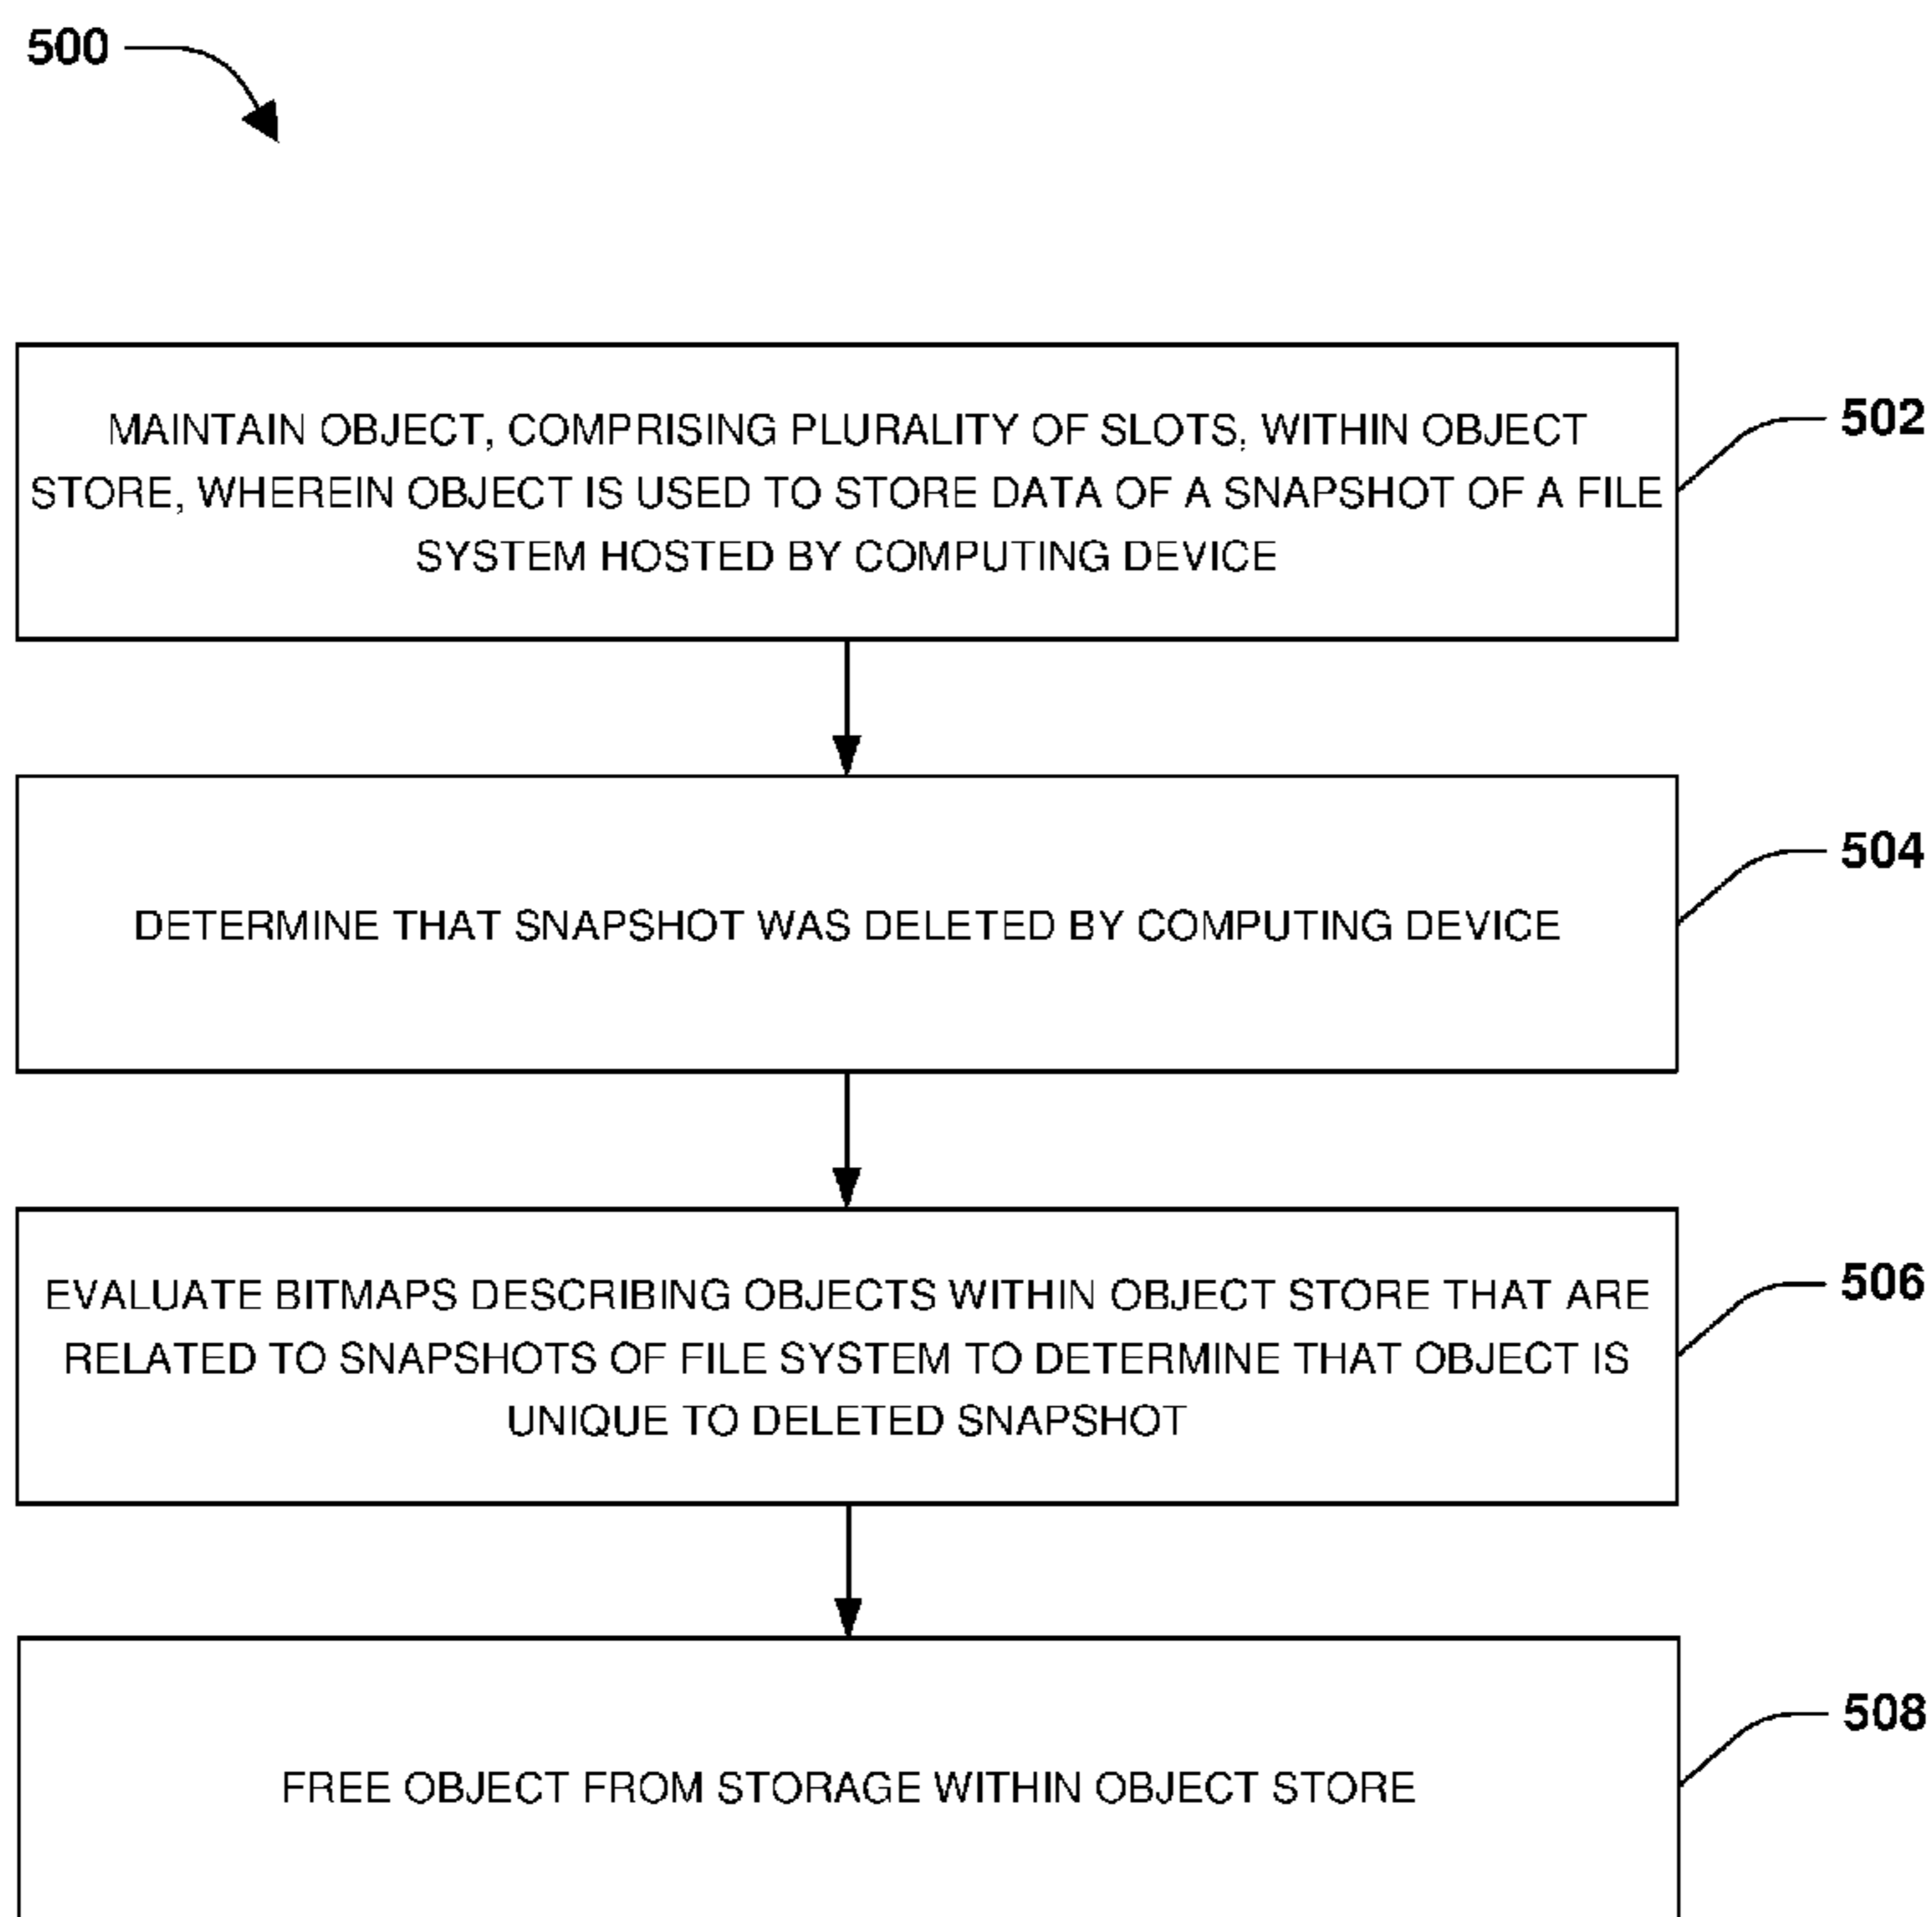 500
MAINTAIN OBJECT, COMPRISING PLURALITY OF SLOTS, WITHIN OBJECT
STORE, WHEREIN OBJECT IS USED TO STORE DATA OF A SNAPSHOT OF A FILE
SYSTEM HOSTED BY COMPUTING DEVICE
502
DETERMINE THAT SNAPSHOT WAS DELETED BY COMPUTING DEVICE
504
EVALUATE BITMAPS DESCRIBING OBJECTS WITHIN OBJECT STORE THAT ARE
RELATED TO SNAPSHOTS OF FILE SYSTEM TO DETERMINE THAT OBJECT IS
UNIQUE TO DELETED SNAPSHOT
506
FREE OBJECT FROM STORAGE WITHIN OBJECT STORE
508